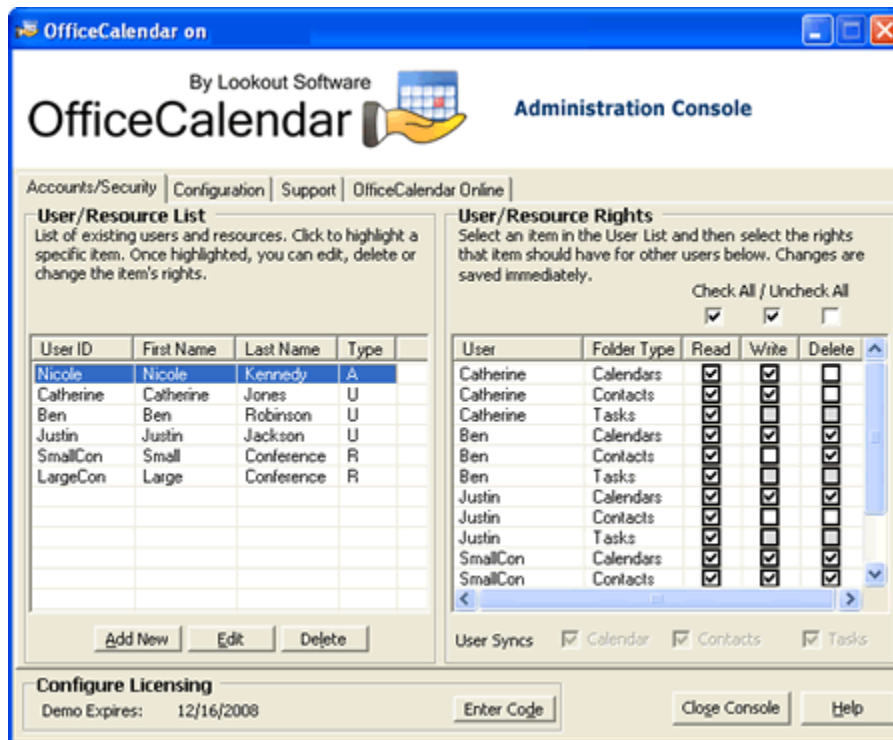 OfficeCalendar on
By Lookout Software
OfficeCalendar
Administration Console
Accounts/Security Configuration Support OfficeCalendar Online
User/Resource List
List of existing users and resources. Click to highlight a
specific item. Once highlighted, you can edit, delete or
change the item's rights.
User ID First Name Last Name Type
Nicole Nicole Kennedy A
Catherine Catherine Jones U
Ben Ben Robinson U
Justin Justin Jackson U
SmallCon Small Conference R
LargeCon Large Conference R
Add New Edit Delete
User/Resource Rights
Select an item in the User List and then select the rights
that item should have for other users below. Changes are
saved immediately.
Check All / Uncheck All
User Folder Type Read Write Delete
Catherine Calendars
Catherine Contacts
Catherine Tasks
Ben Calendars
Ben Contacts
Ben Tasks
Justin Calendars
Justin Contacts
Justin Tasks
SmallCon Calendars
SmallCon Contacts
User Syncs Calendar Contacts Tasks
Configure Licensing
Demo Expires: 12/16/2008
Enter Code Close Console Help